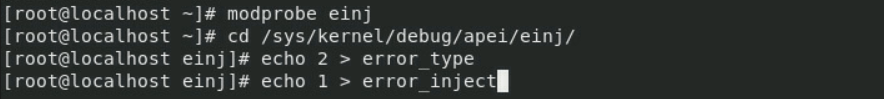 [root@localhost ~]# modprobe einj
[root@localhost ~]# cd /sys/kernel/debug/apei/einj/
[root@localhost einj]# echo 2 > error_type
[root@localhost einj]# echo 1 > error_inject